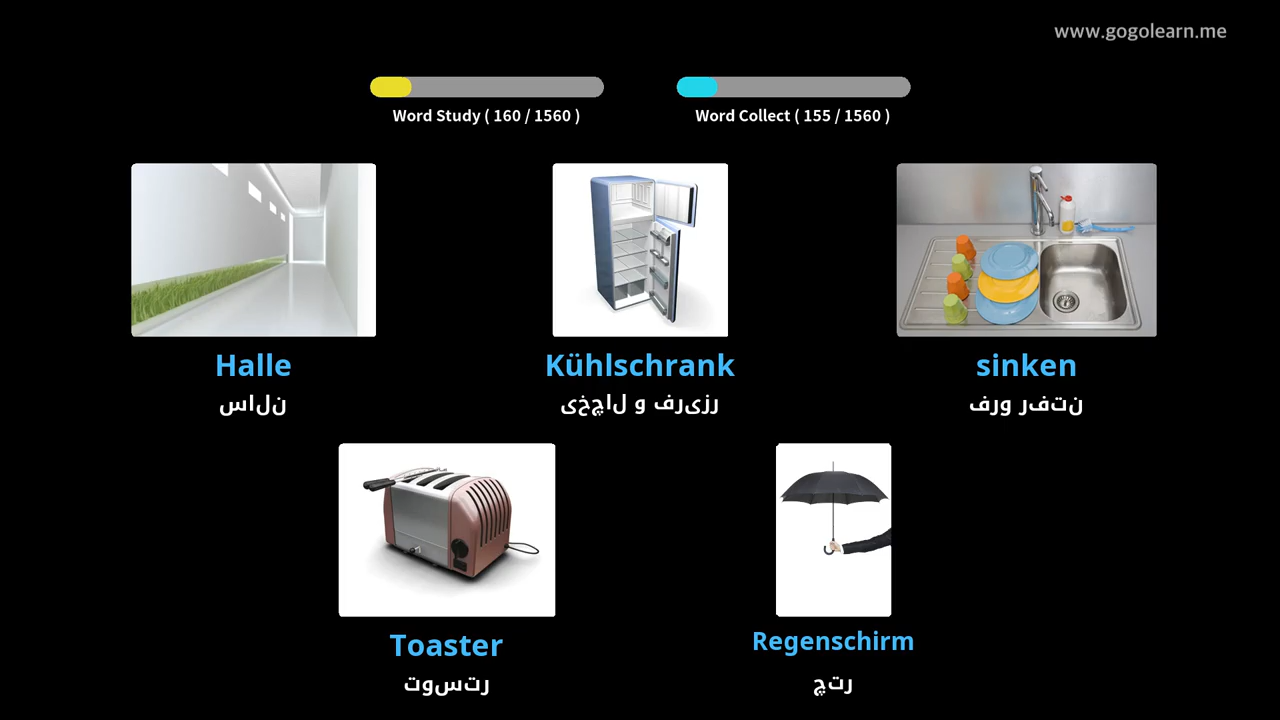 www.gogolearn.me
Word Study ( 160 / 1560 )
Word Collect ( 155 / 1560 )
Halle
نلاس
Kühlschrank
رزیرف و لاچخی
sinken
نتفر ورف
Toaster
رتسوت
Regenschirm
رتچ